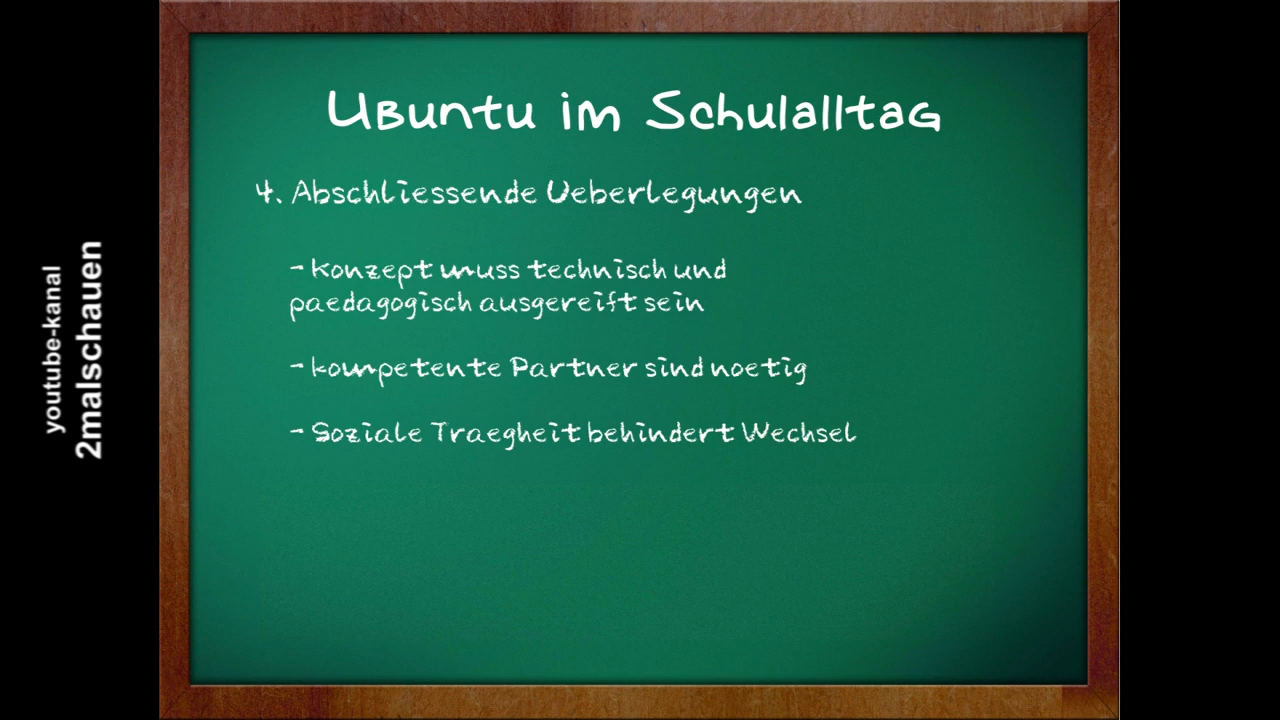 Ubuntu im Schulalltag
4. Abschliessende Ueberlegungen
- Konzept muss technisch und
paedagogisch ausgereift sein
- kompetente Partner sind noetig
- Soziale Traegheit behindert Wechsel
youtube-kanal
2malschauen